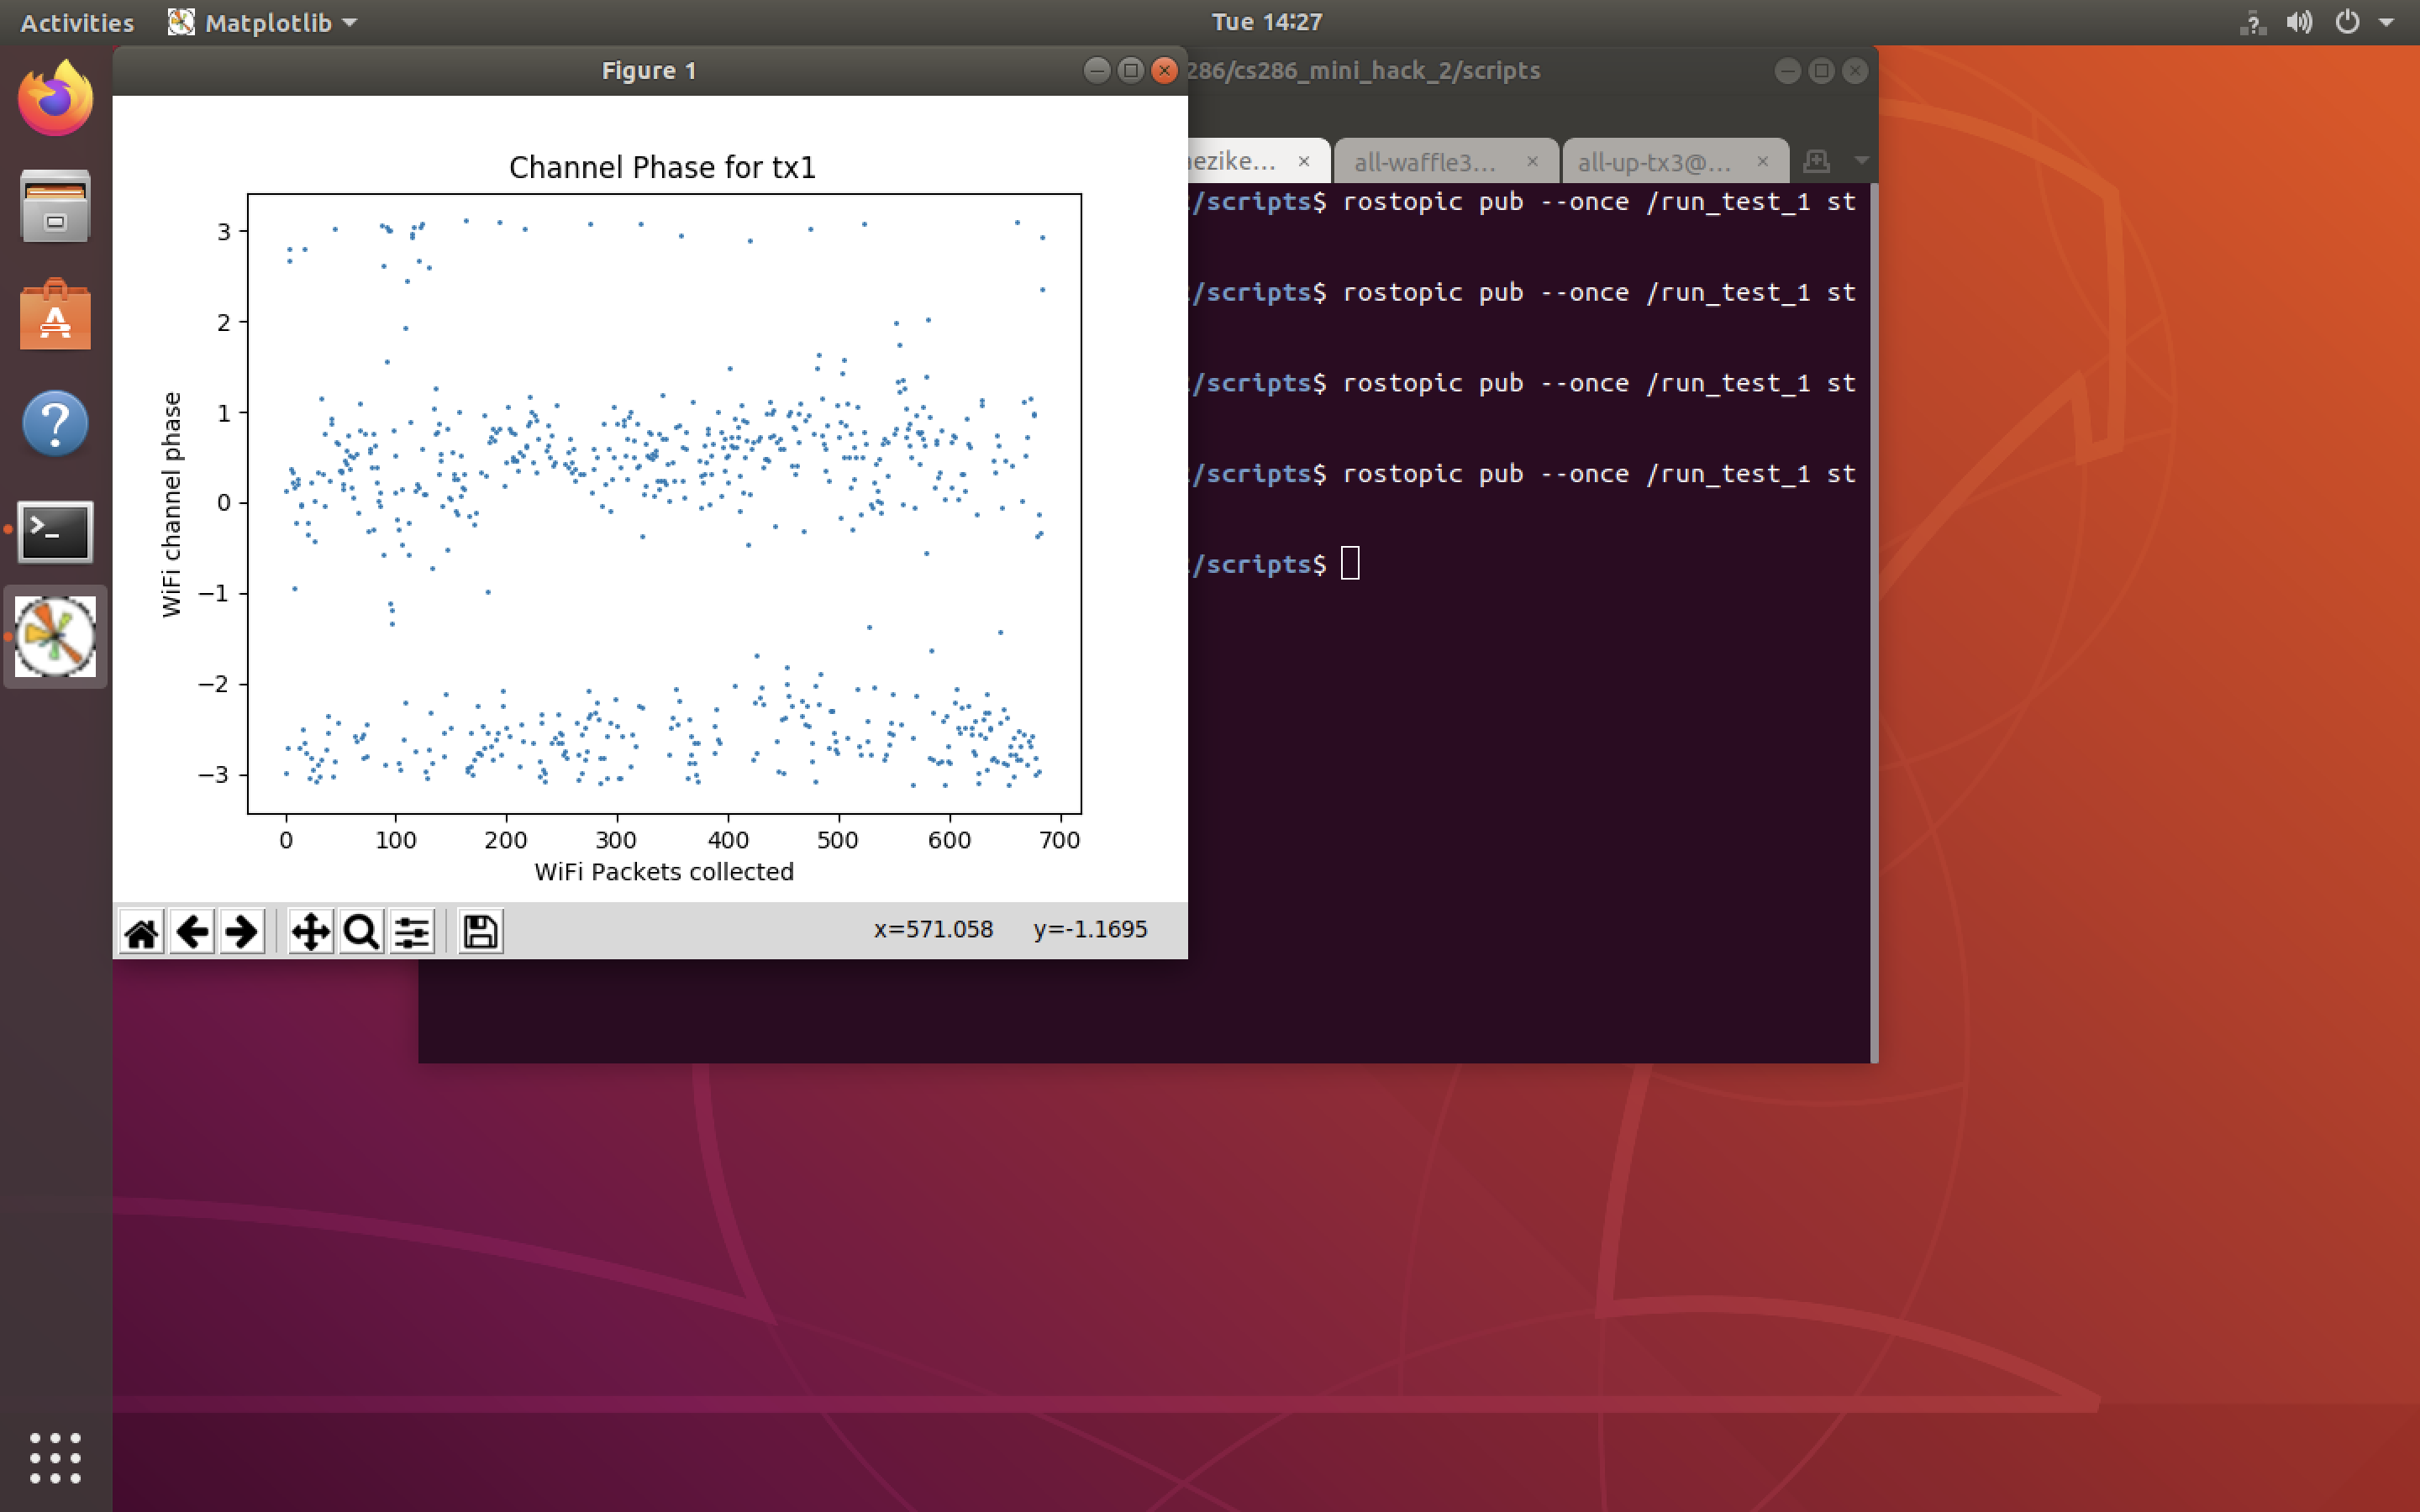 Activities Matplotlib Tue 14:27
Figure 1
286/cs286_mini_hack_2/scripts
all-waffle3... × all-up-tx3@... ×
Channel Phase for tx1
WiFi channel phase
3
2
1
0
−1
−2
−3
0 100 200 300 400 500 600 700
WiFi Packets collected
x=571.058 y=-1.1695
/scripts$ rostopic pub --once /run_test_1 st
/scripts$ rostopic pub --once /run_test_1 st
/scripts$ rostopic pub --once /run_test_1 st
/scripts$ rostopic pub --once /run_test_1 st
/scripts$